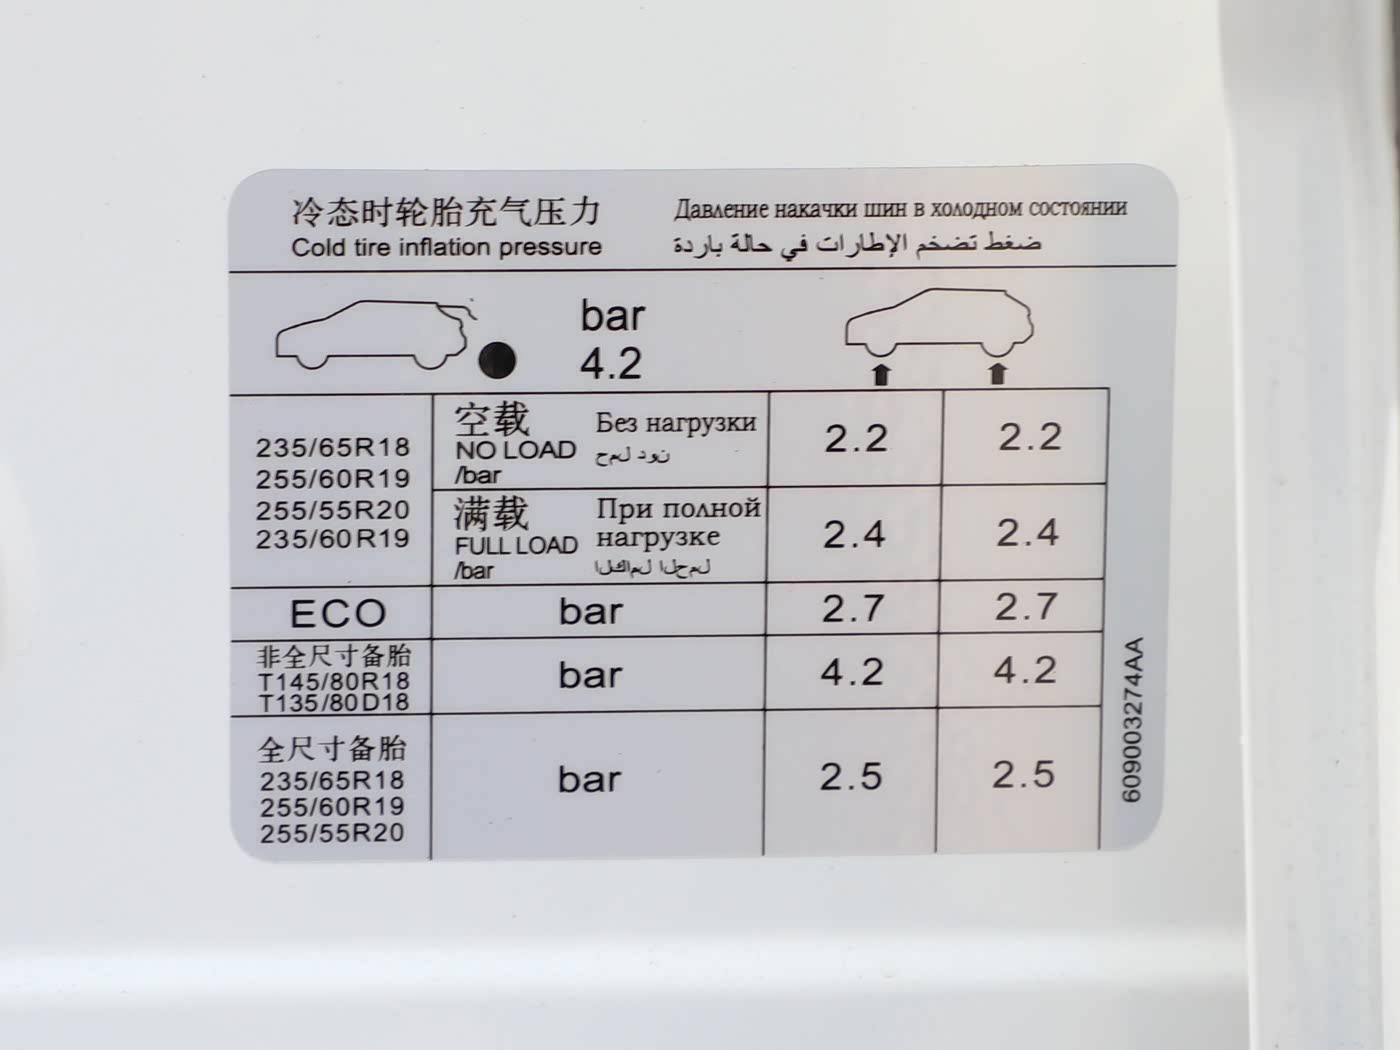 冷态时轮胎充气压力
Давление накачки шин в холодном состоянии
Cold tire inflation pressure
ضغط تضخم الإطارات في حالة باردة
bar
4.2
235/65R18
255/60R19
255/55R20
235/60R19
空载
Без нагрузки
NO LOAD
حمل دون
/bar
2.2
2.2
满载
При полной
нагрузке
FULL LOAD
الكامل الحمل
/bar
2.4
2.4
ECO
bar
2.7
2.7
非全尺寸备胎
T145/80R18
T135/80D18
bar
4.2
4.2
全尺寸备胎
235/65R18
255/60R19
255/55R20
bar
2.5
2.5
609003274AA